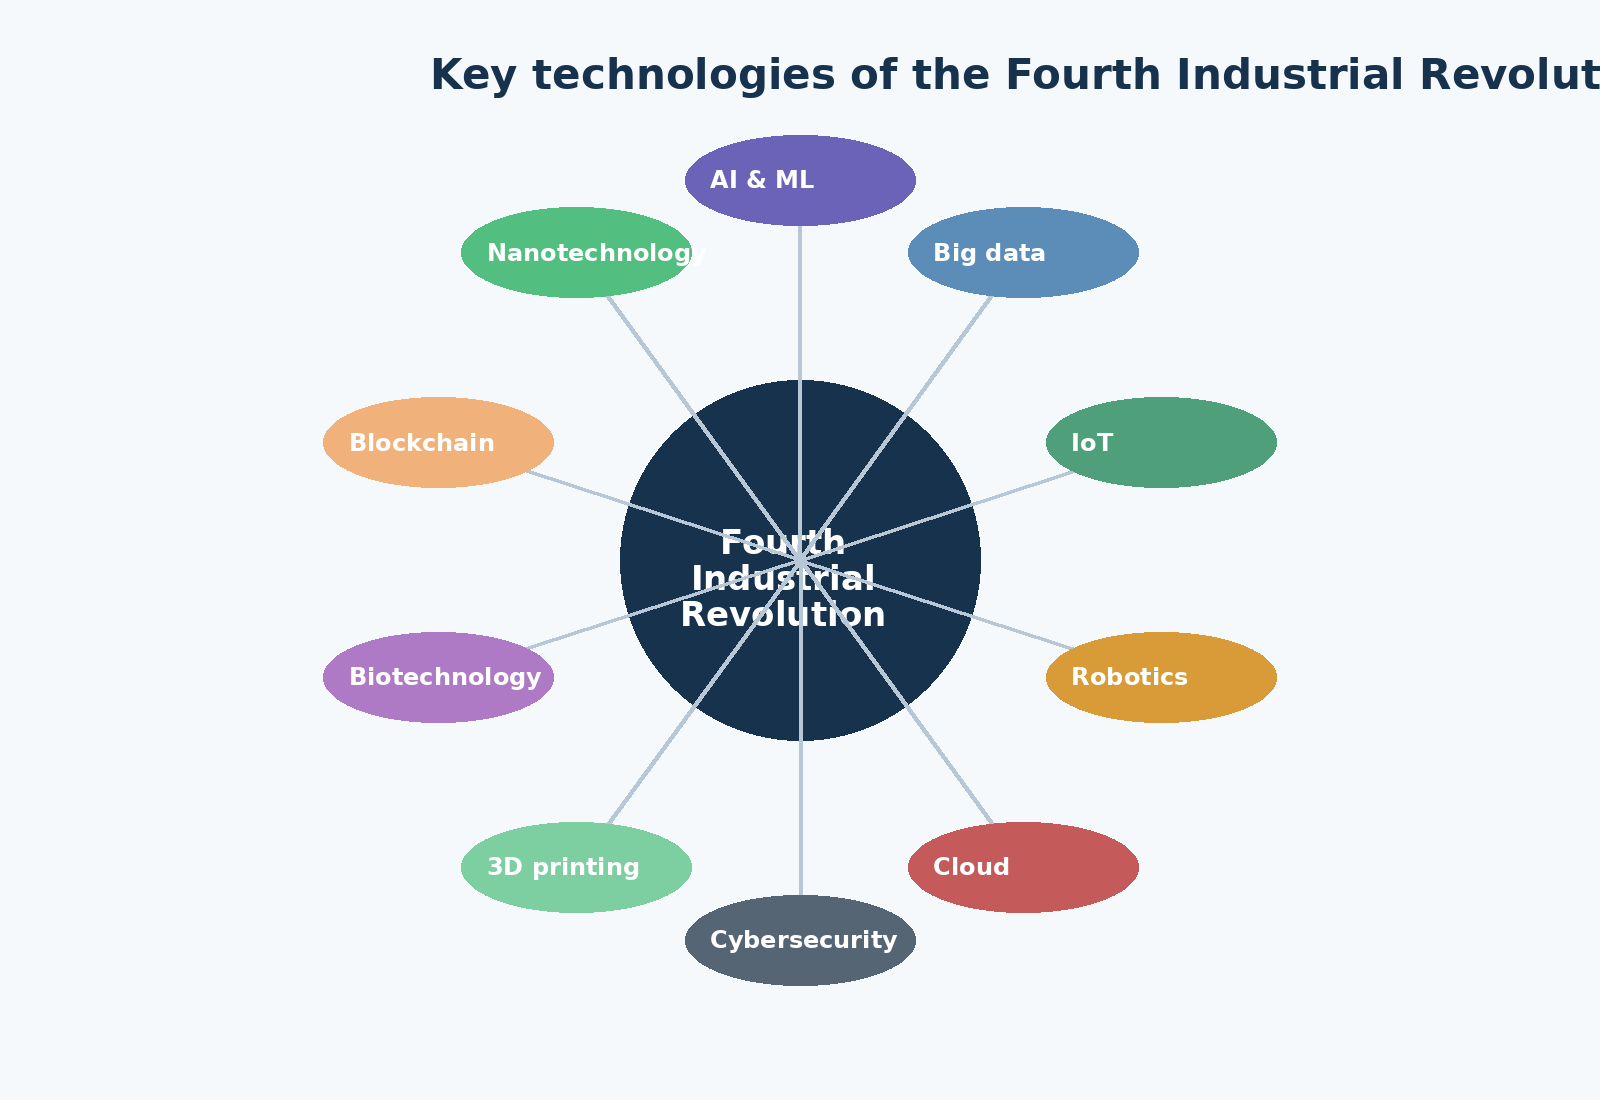 Key technologies of the Fourth Industrial Revolut
AI & ML
Nanotechnology
Big data
Blockchain
IoT
Fourth
Industrial
Revolution
Biotechnology
Robotics
3D printing
Cloud
Cybersecurity